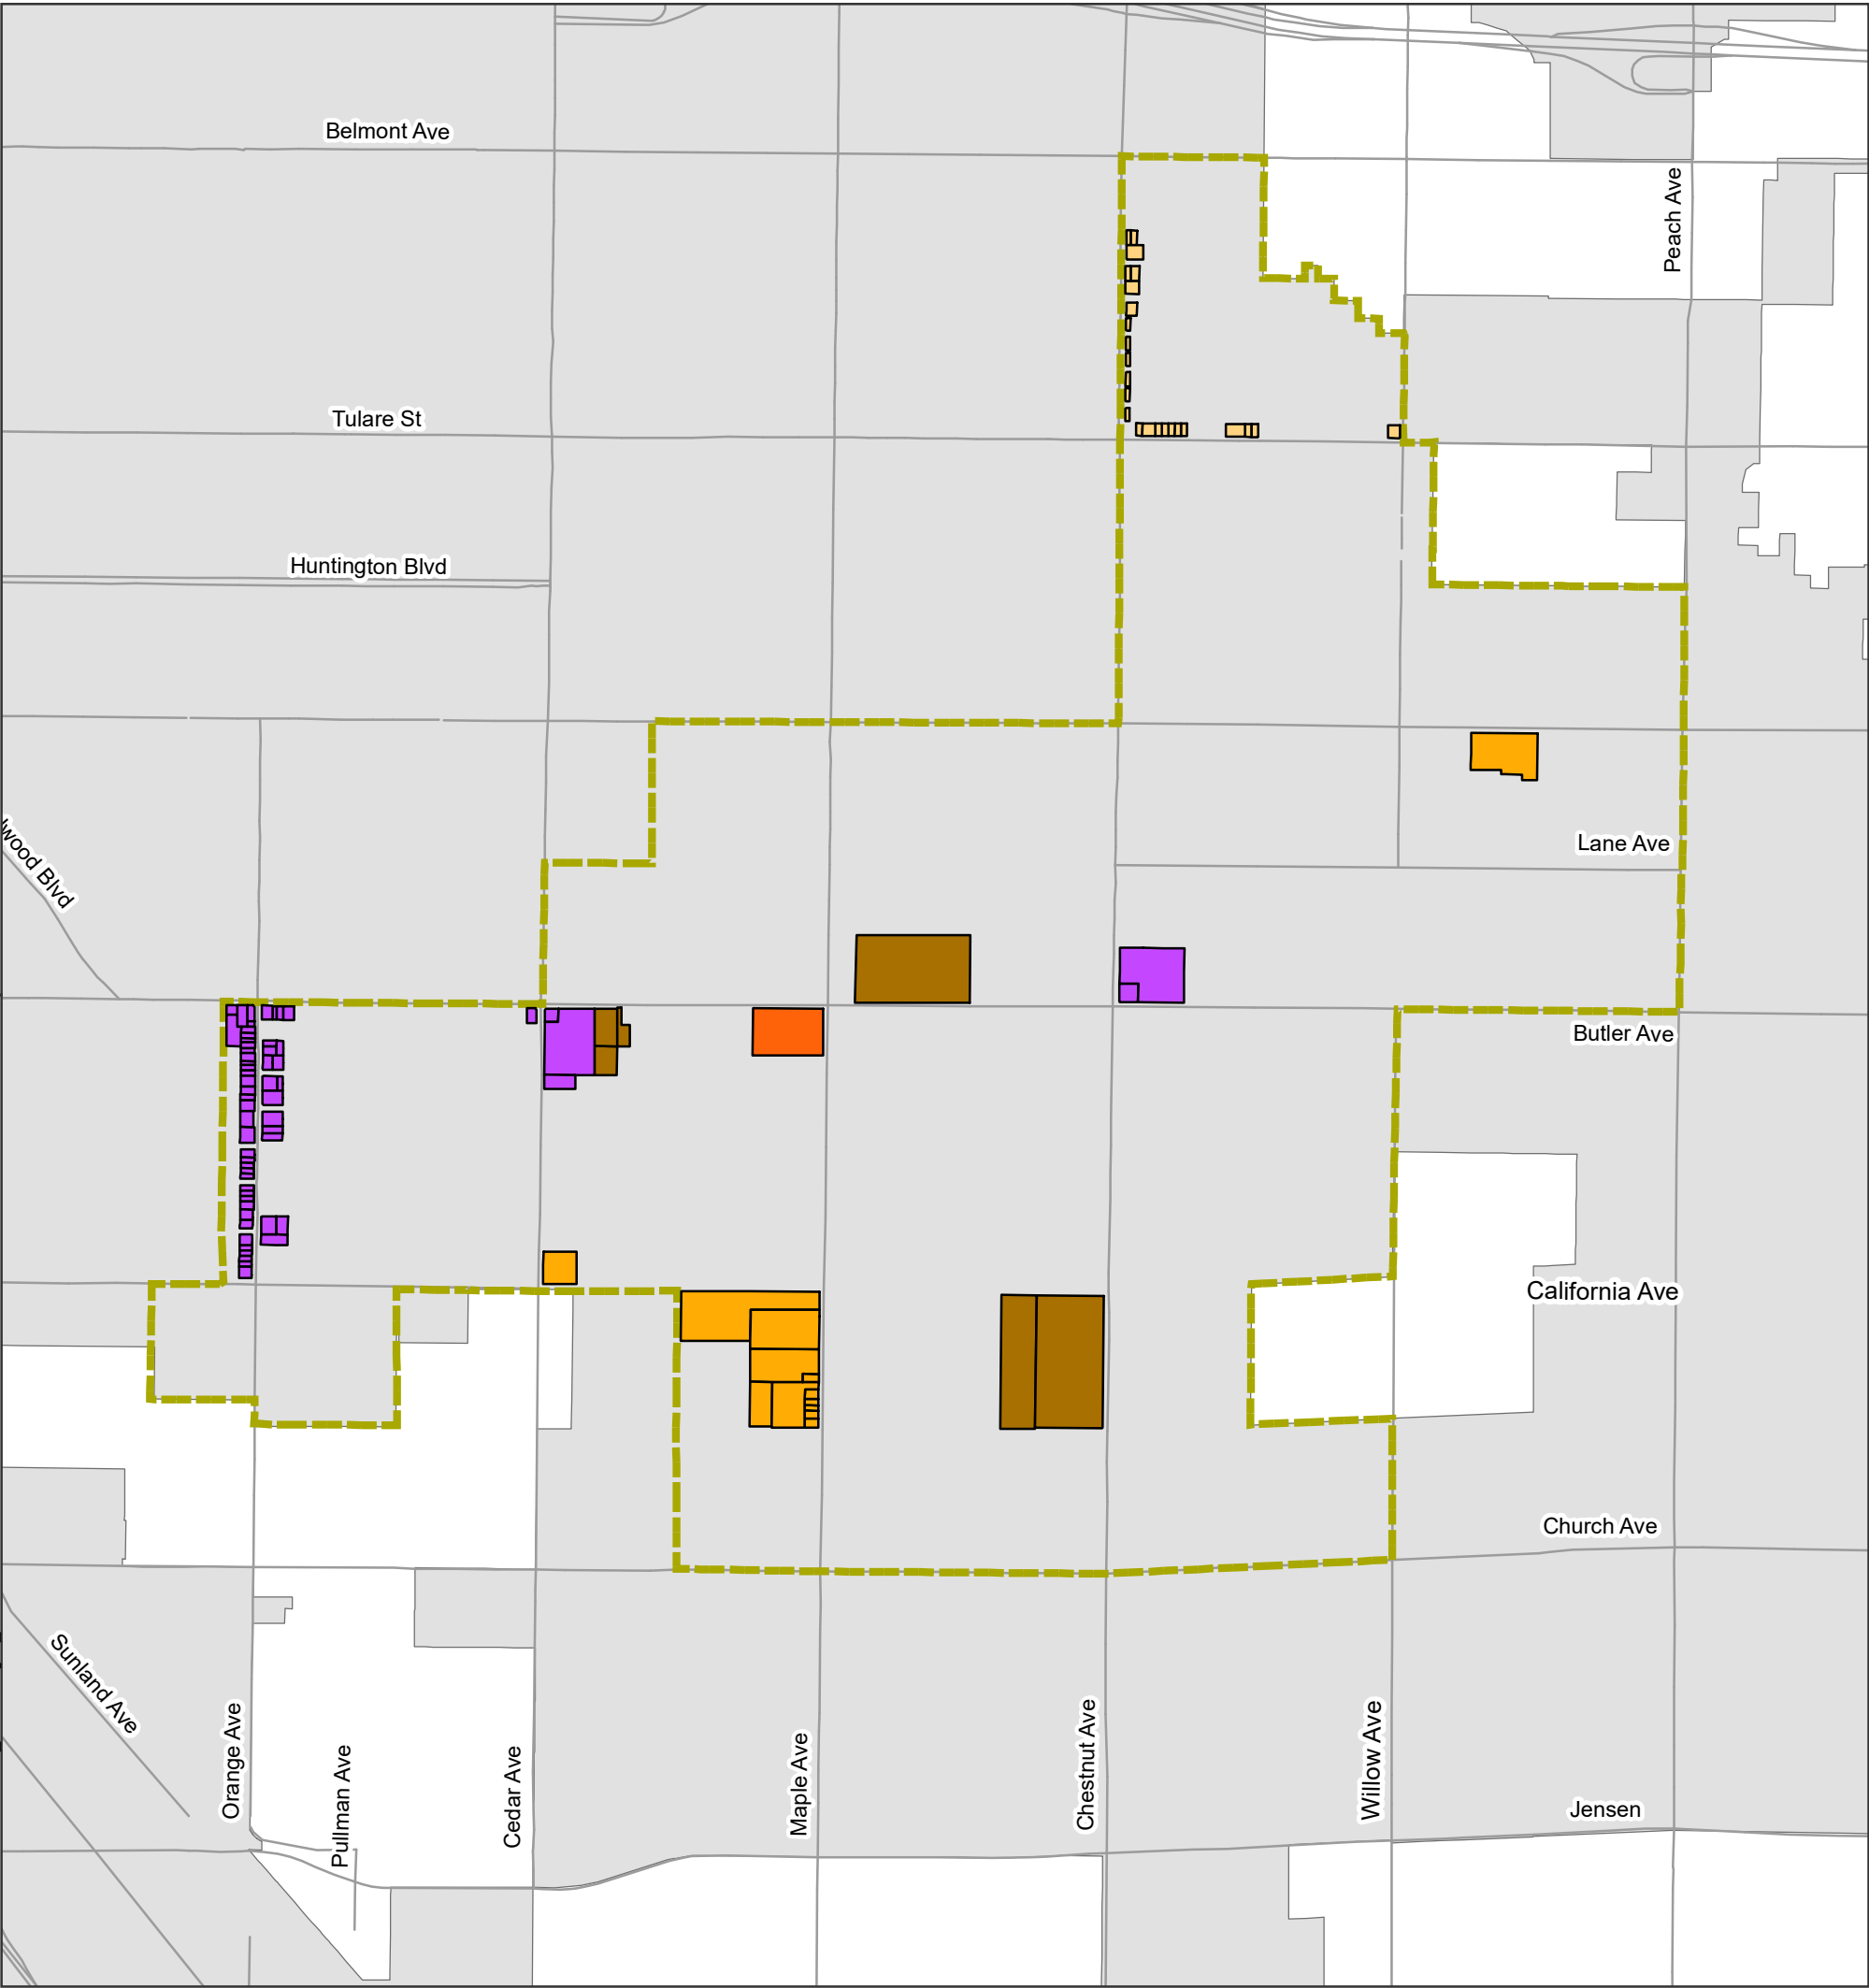 Belmont Ave
Peach Ave
Tulare St
Huntington Blvd
wood Blvd
Lane Ave
Butler Ave
California Ave
Church Ave
Sunland Ave
Orange Ave
Pullman Ave
Cedar Ave
Maple Ave
Chestnut Ave
Willow Ave
Jensen